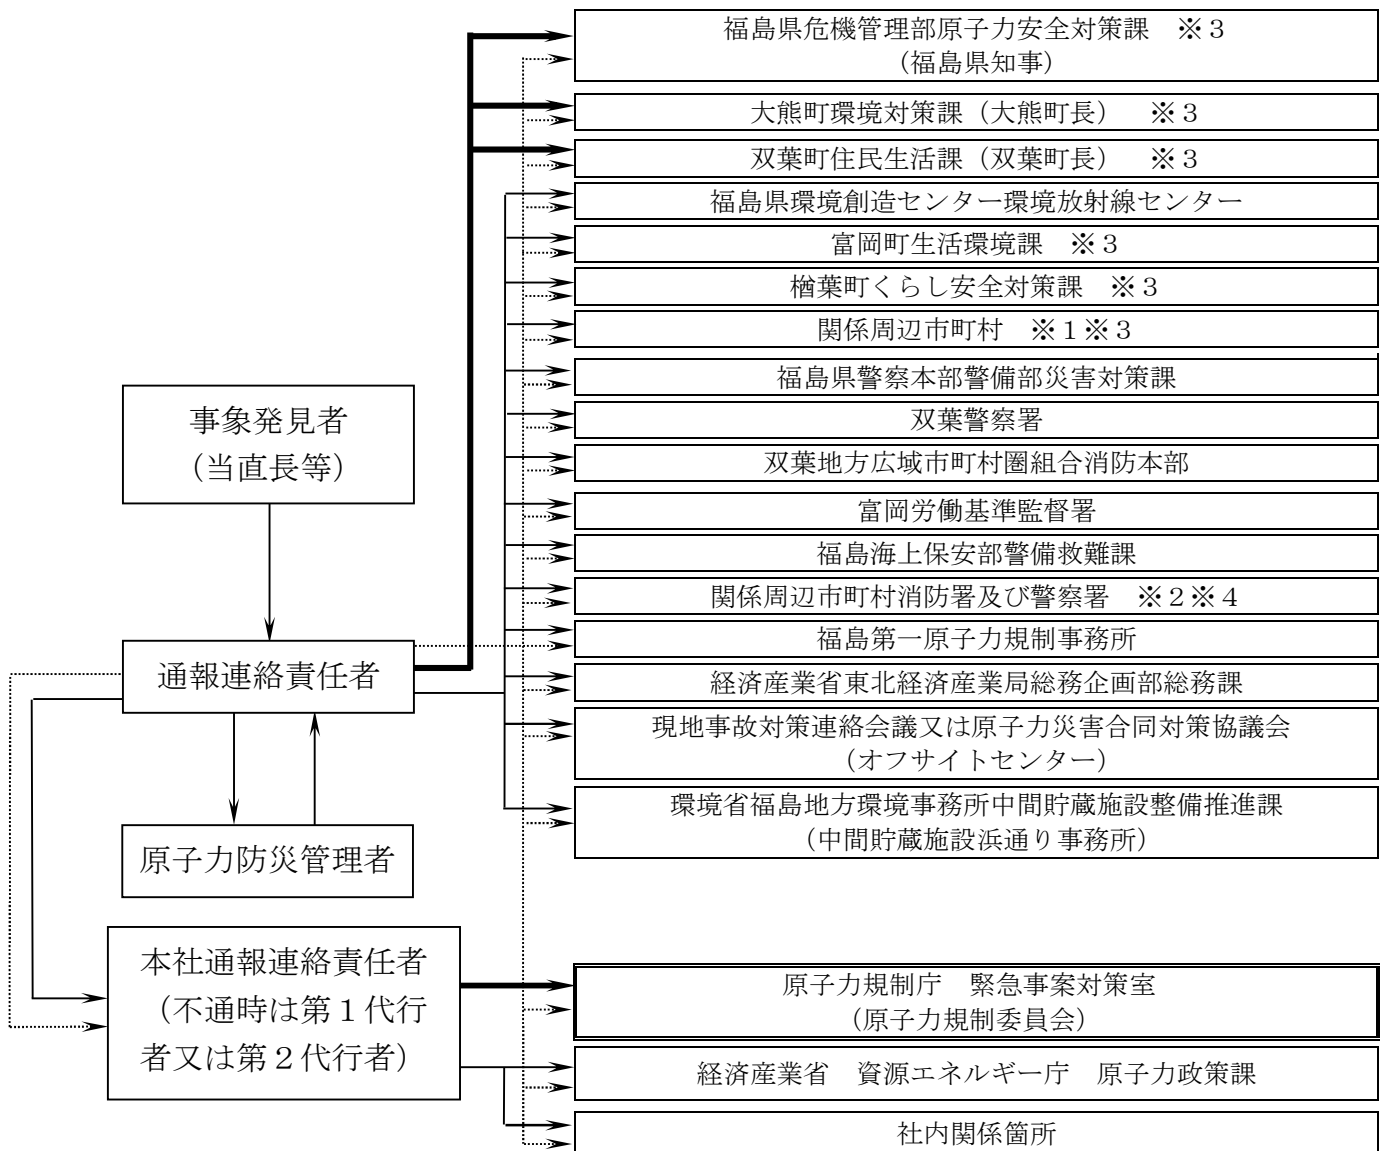 福島県危機管理部原子力安全対策課　※３
（福島県知事）
大熊町環境対策課（大熊町長）　※３
双葉町住民生活課（双葉町長）　※３
福島県環境創造センター環境放射線センター
富岡町生活環境課　※３
楢葉町くらし安全対策課　※３
関係周辺市町村　※１※３
福島県警察本部警備部災害対策課
双葉警察署
双葉地方広域市町村圏組合消防本部
富岡労働基準監督署
福島海上保安部警備救難課
関係周辺市町村消防署及び警察署　※２※４
福島第一原子力規制事務所
経済産業省東北経済産業局総務企画部総務課
現地事故対策連絡会議又は原子力災害合同対策協議会
（オフサイトセンター）
環境省福島地方環境事務所中間貯蔵施設整備推進課
（中間貯蔵施設浜通り事務所）
事象発見者
（当直長等）
通報連絡責任者
原子力防災管理者
本社通報連絡責任者
（不通時は第１代行
者又は第２代行者）
原子力規制庁　緊急事案対策室
（原子力規制委員会）
経済産業省　資源エネルギー庁　原子力政策課
社内関係箇所